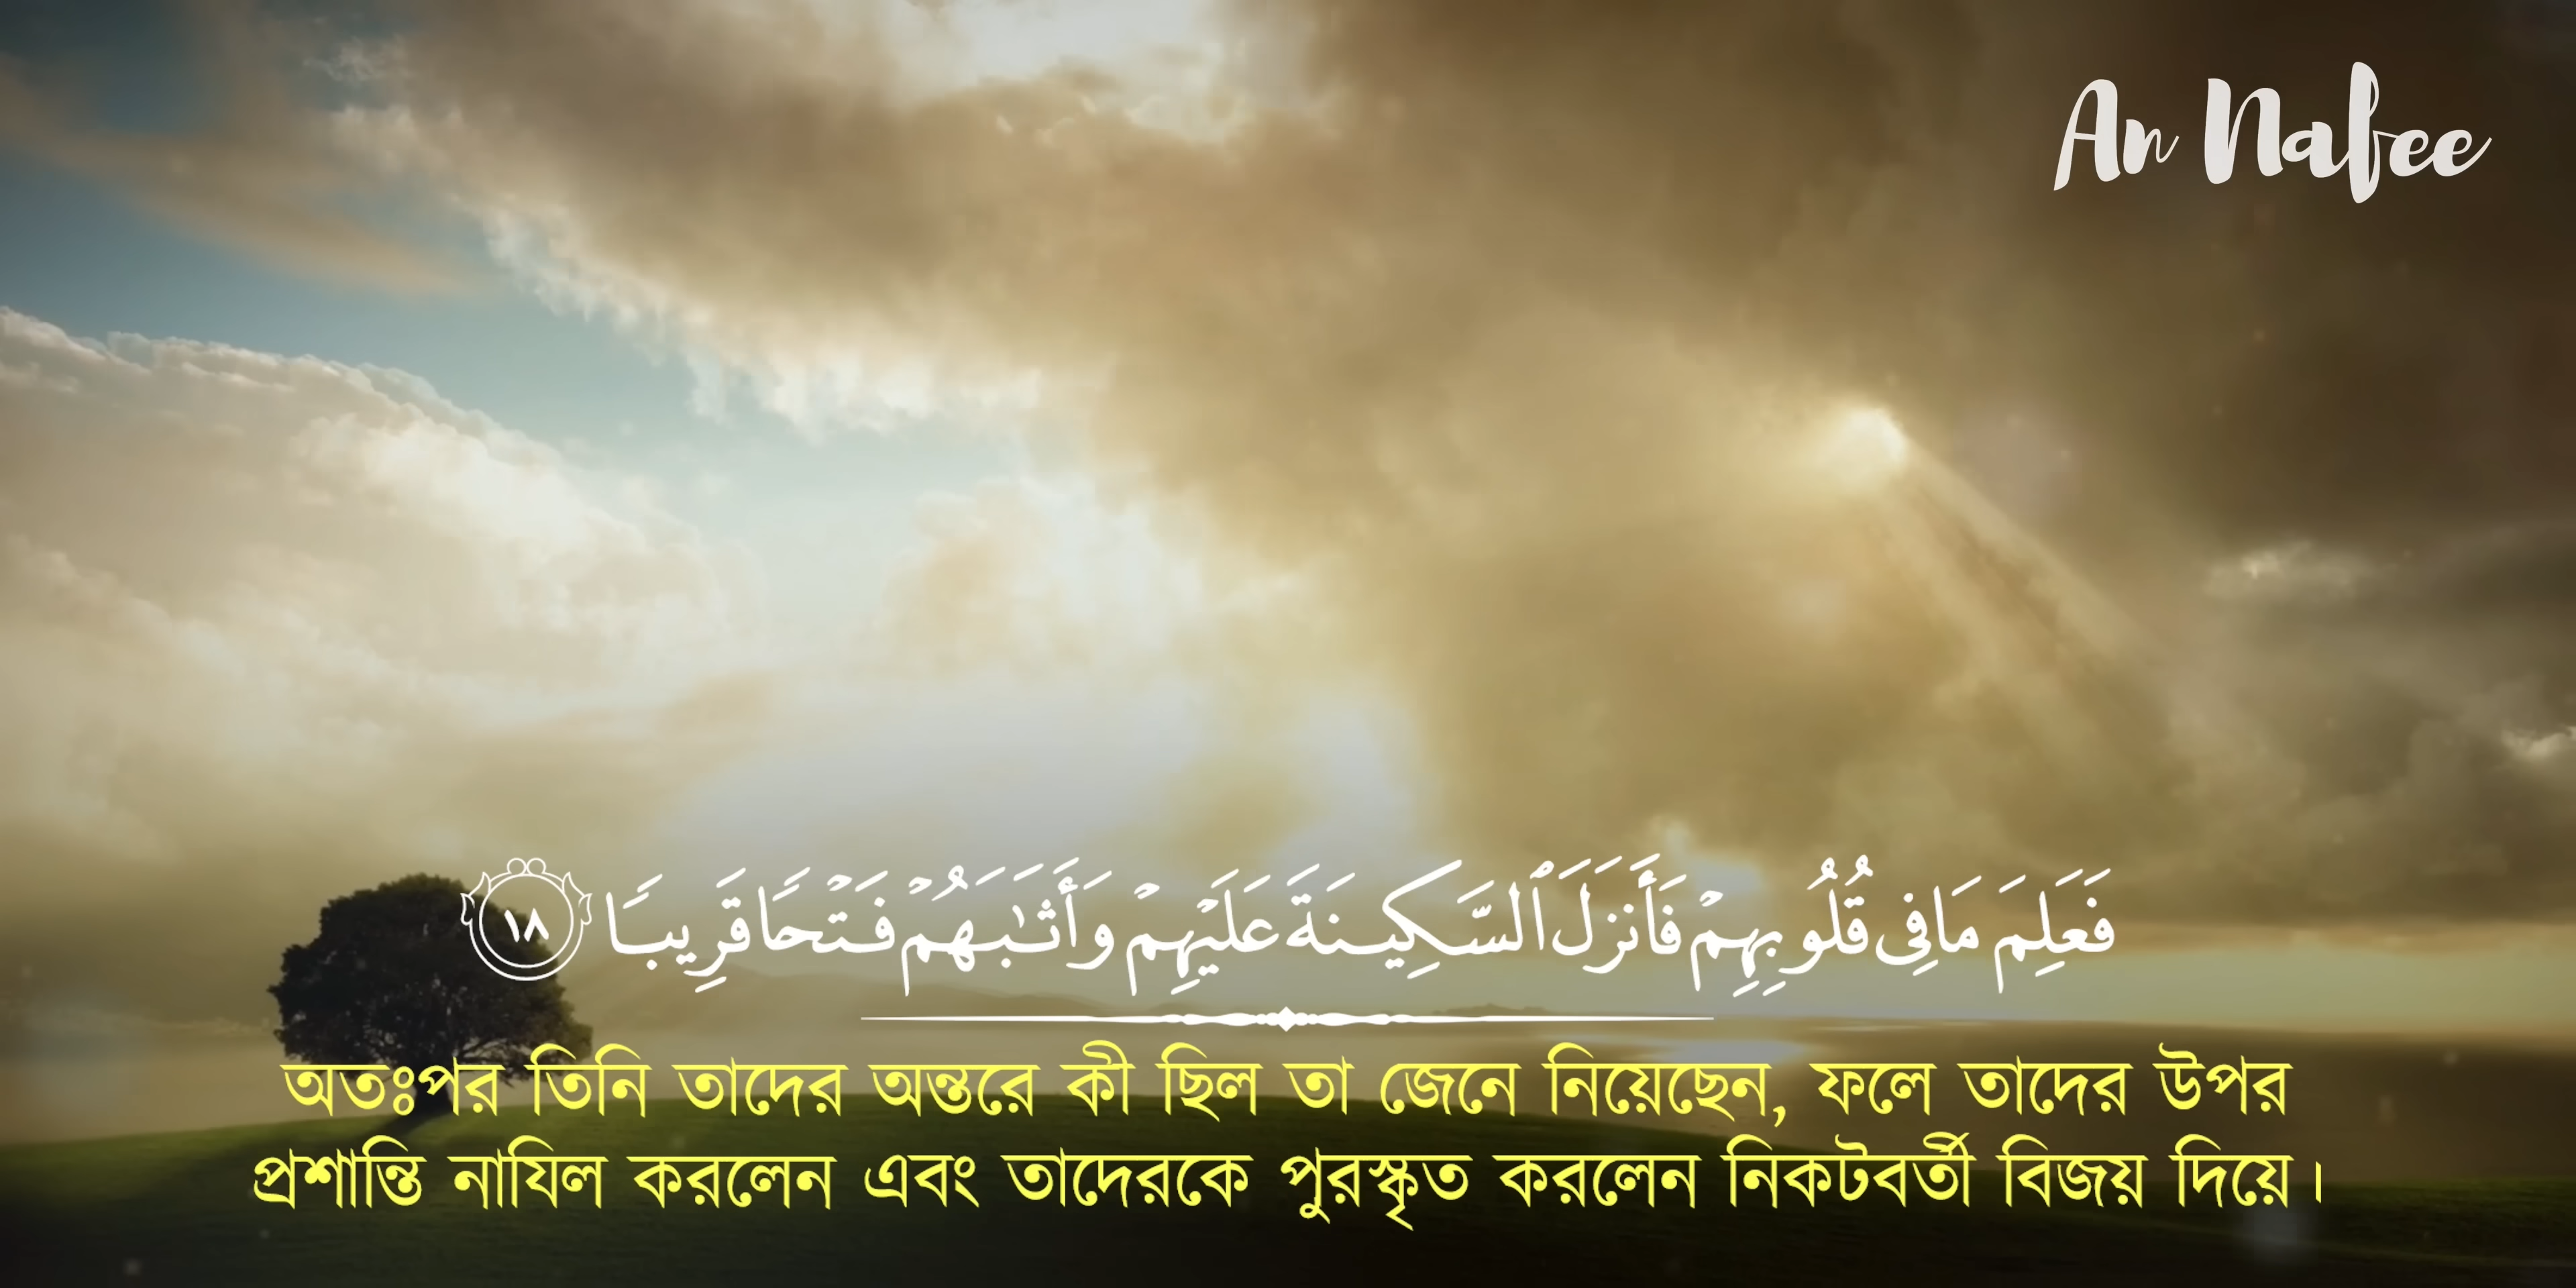 An Nafee
فَعَلِمَ مَا فِى قُلُوبِهِمْ فَأَنزَلَ ٱلسَّكِينَةَ عَلَيْهِمْ وَأَثَـٰبَهُمْ فَتْحًا قَرِيبًا ١٨
অতঃপর তিনি তাদের অন্তরে কী ছিল তা জেনে নিয়েছেন, ফলে তাদের উপর
প্রশান্তি নাযিল করলেন এবং তাদেরকে পুরস্কৃত করলেন নিকটবর্তী বিজয় দিয়ে।